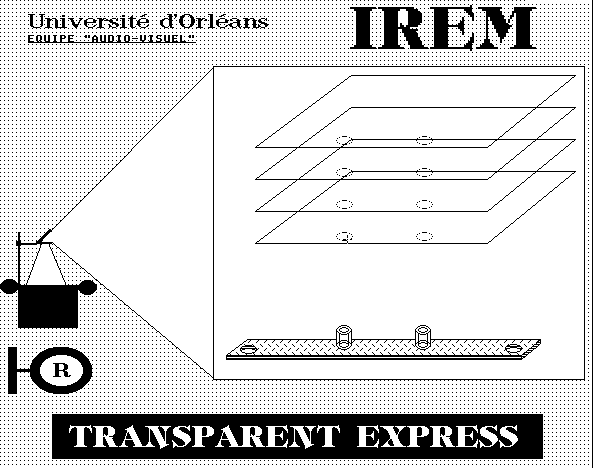 Université d'Orléans
EQUIPE "AUDIO-VISUEL"
IREM
R
TRANSPARENT EXPRESS